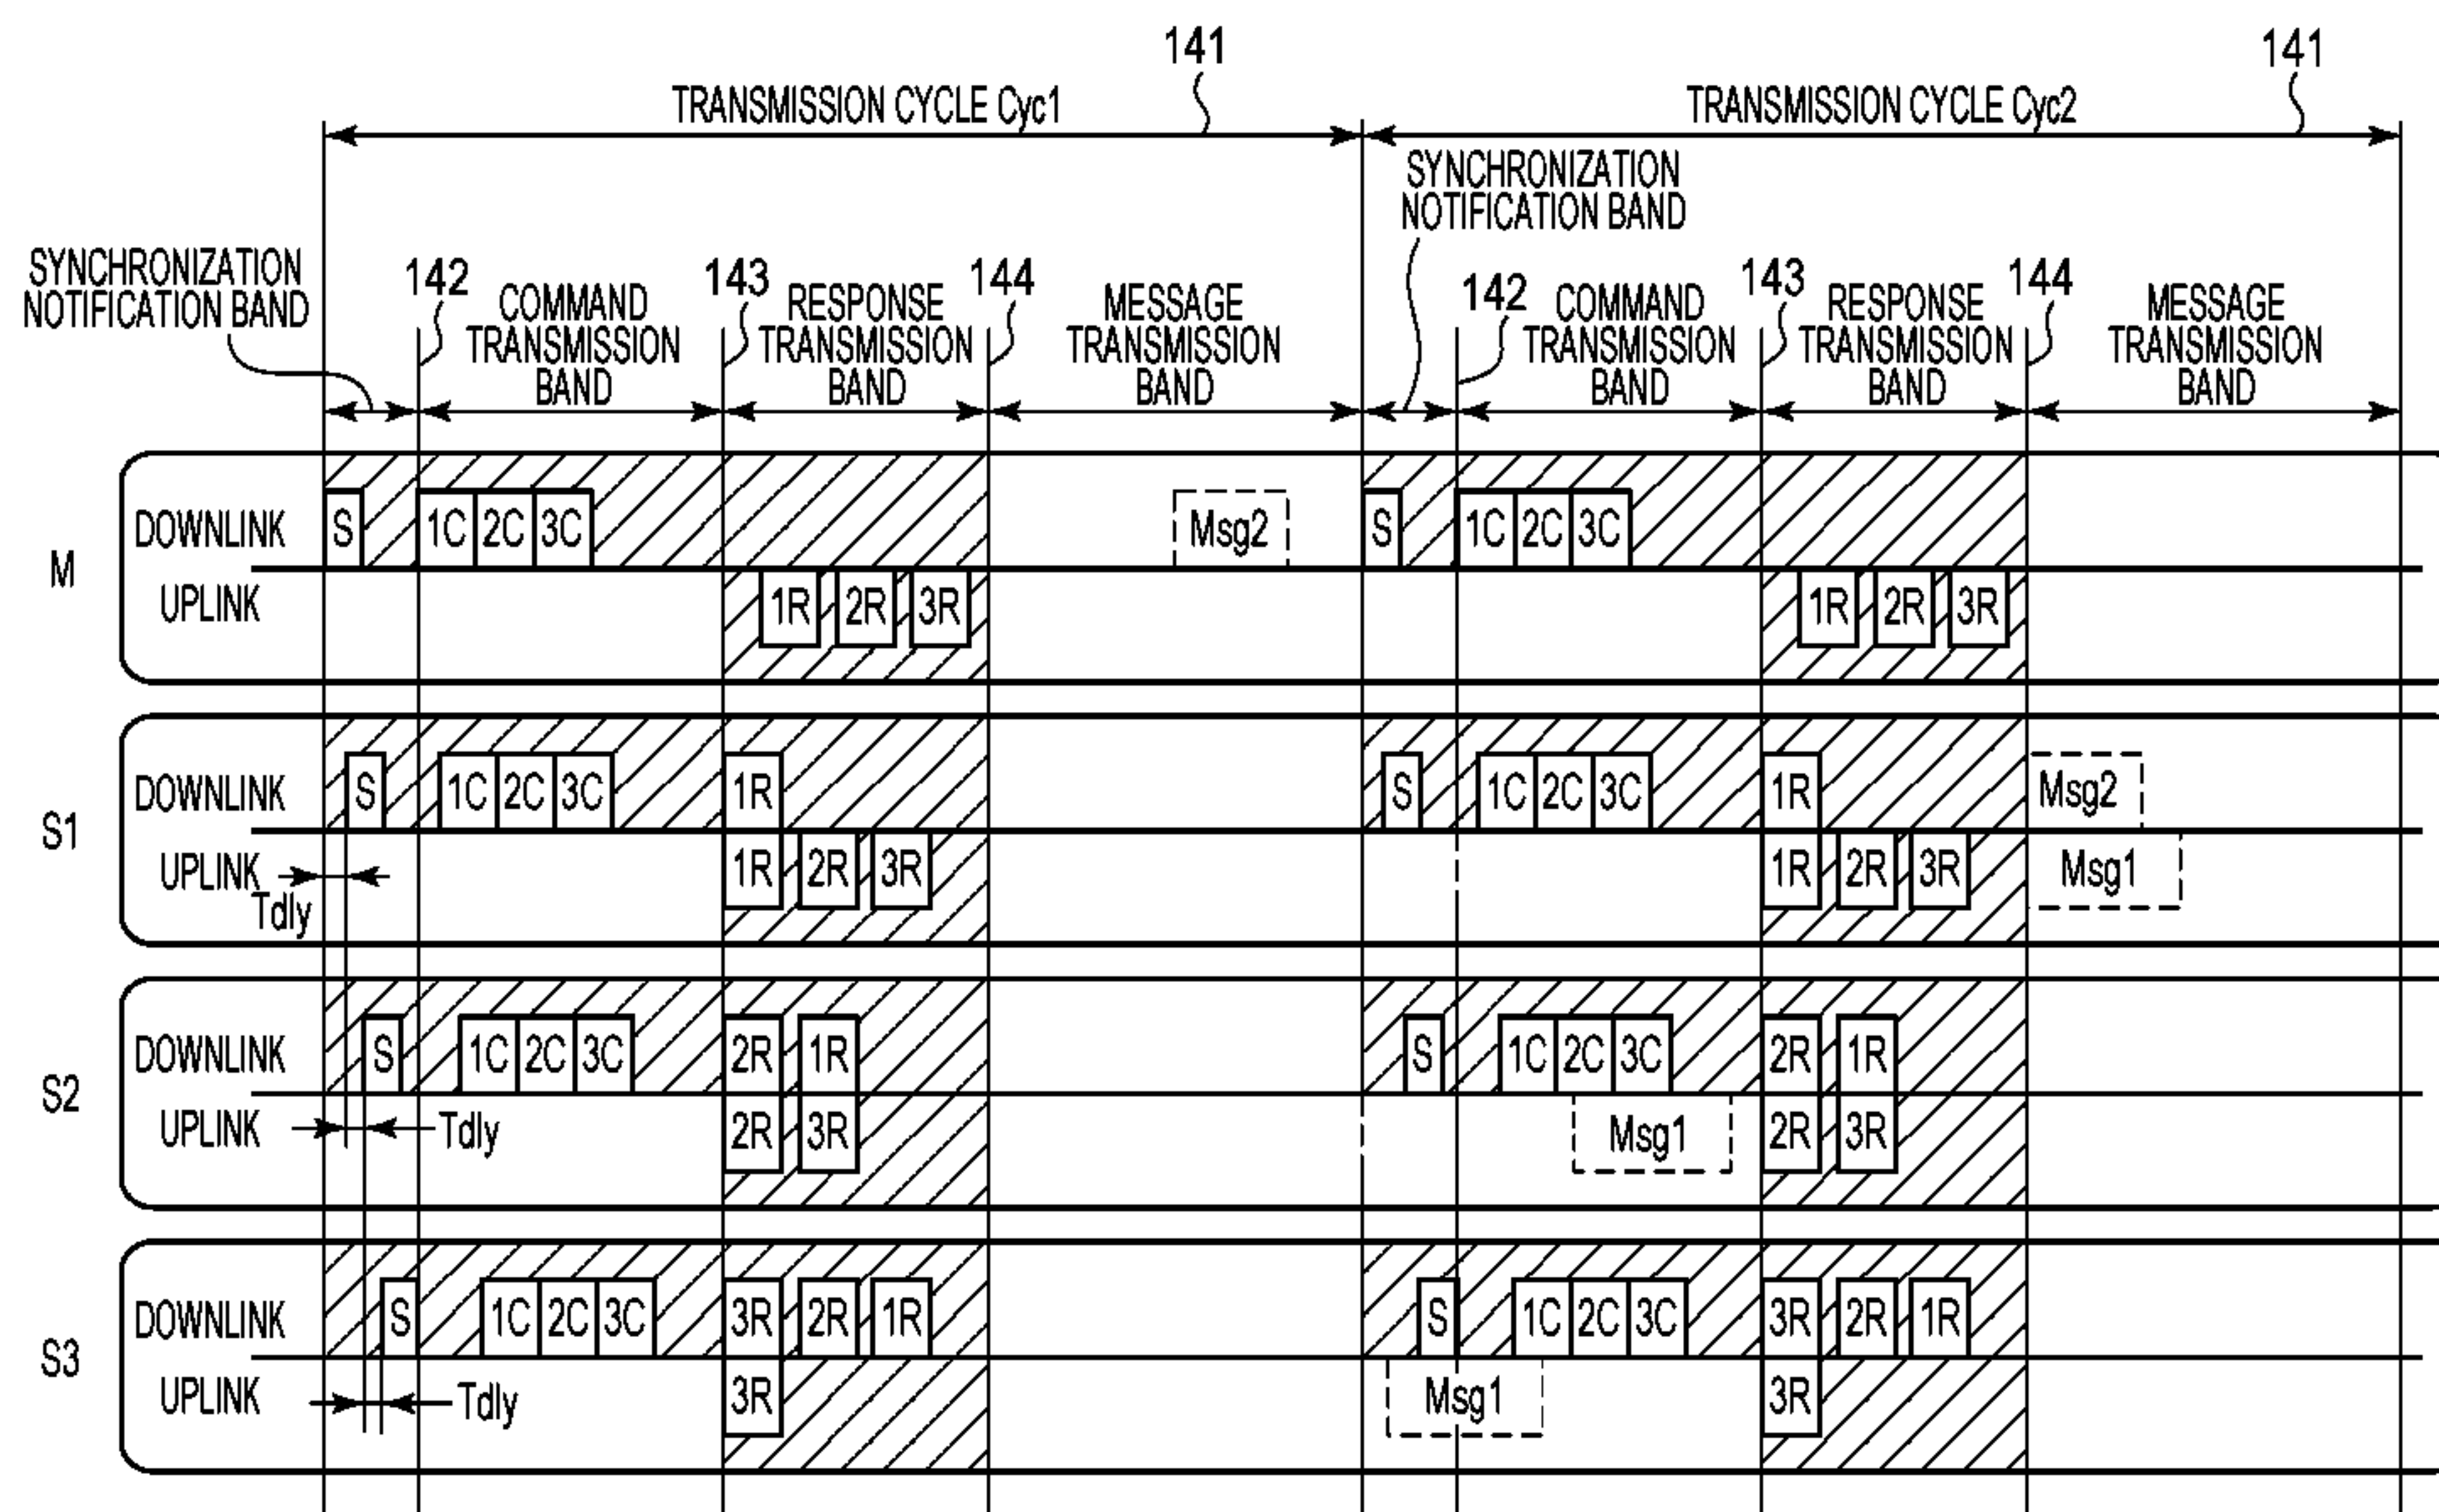 141
141
TRANSMISSION CYCLE Cyc1
TRANSMISSION CYCLE Cyc2
SYNCHRONIZATION
NOTIFICATION BAND
SYNCHRONIZATION
NOTIFICATION BAND
142
COMMAND
TRANSMISSION
BAND
143
RESPONSE
TRANSMISSION
BAND
144
MESSAGE
TRANSMISSION
BAND
142
COMMAND
TRANSMISSION
BAND
143
RESPONSE
TRANSMISSION
BAND
144
MESSAGE
TRANSMISSION
BAND
M
DOWNLINK S 1C 2C 3C Msg2 S 1C 2C 3C
UPLINK 1R 2R 3R 1R 2R 3R
S1
DOWNLINK S 1C 2C 3C 1R S 1C 2C 3C 1R Msg2
UPLINK 1R 2R 3R 1R 2R 3R Msg1
Tdly
S2
DOWNLINK S 1C 2C 3C 2R 1R S 1C 2C 3C 2R 1R
UPLINK Tdly 2R 3R Msg1 2R 3R
S3
DOWNLINK S 1C 2C 3C 3R 2R 1R S 1C 2C 3C 3R 2R 1R
UPLINK Tdly 3R Msg1 3R